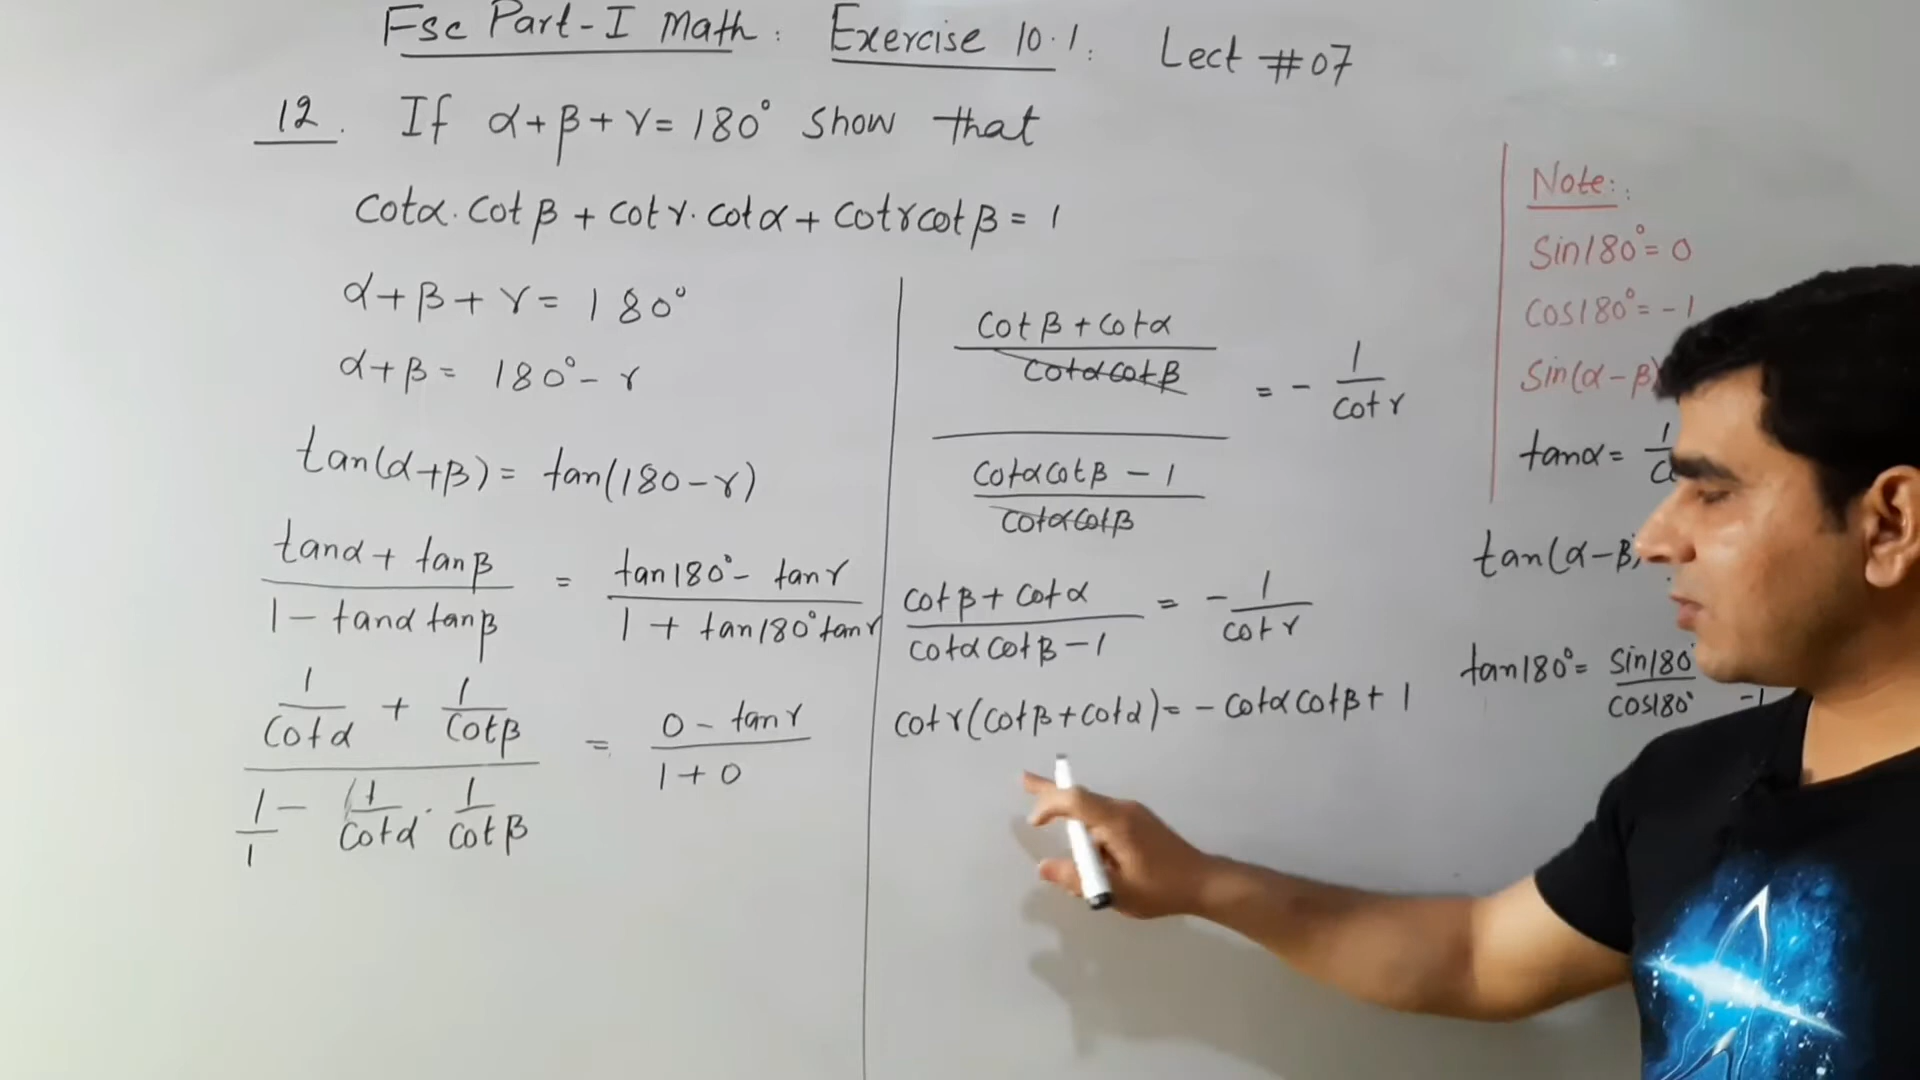 Fsc Part-I Math: Exercise 10.1: Lect #07
12. If α+β+γ=180° show that
cotα.cotβ + cotγ.cotα + cotγcotβ = 1
α+β+γ = 180°
α+β = 180°-γ
tan(α+β) = tan(180-γ)
tanα + tanβ / 1 - tanα tanβ = tan180° - tanγ / 1 + tan180°tanγ
1/cotα + 1/cotβ / 1/1 - 1/cotα . 1/cotβ = 0 - tanγ / 1+0
cotβ + cotα
cotαcotβ
= - 1/cotγ
cotαcotβ - 1
cotαcotβ
cotβ + cotα / cotαcotβ - 1 = - 1/cotγ
cotγ(cotβ+cotα) = - cotαcotβ + 1
Note:
Sin180° = 0
Cos180° = -1
Sin(α-β)
tanα = 1/
tan(α-β)
tan180° = Sin180/cos180° -1